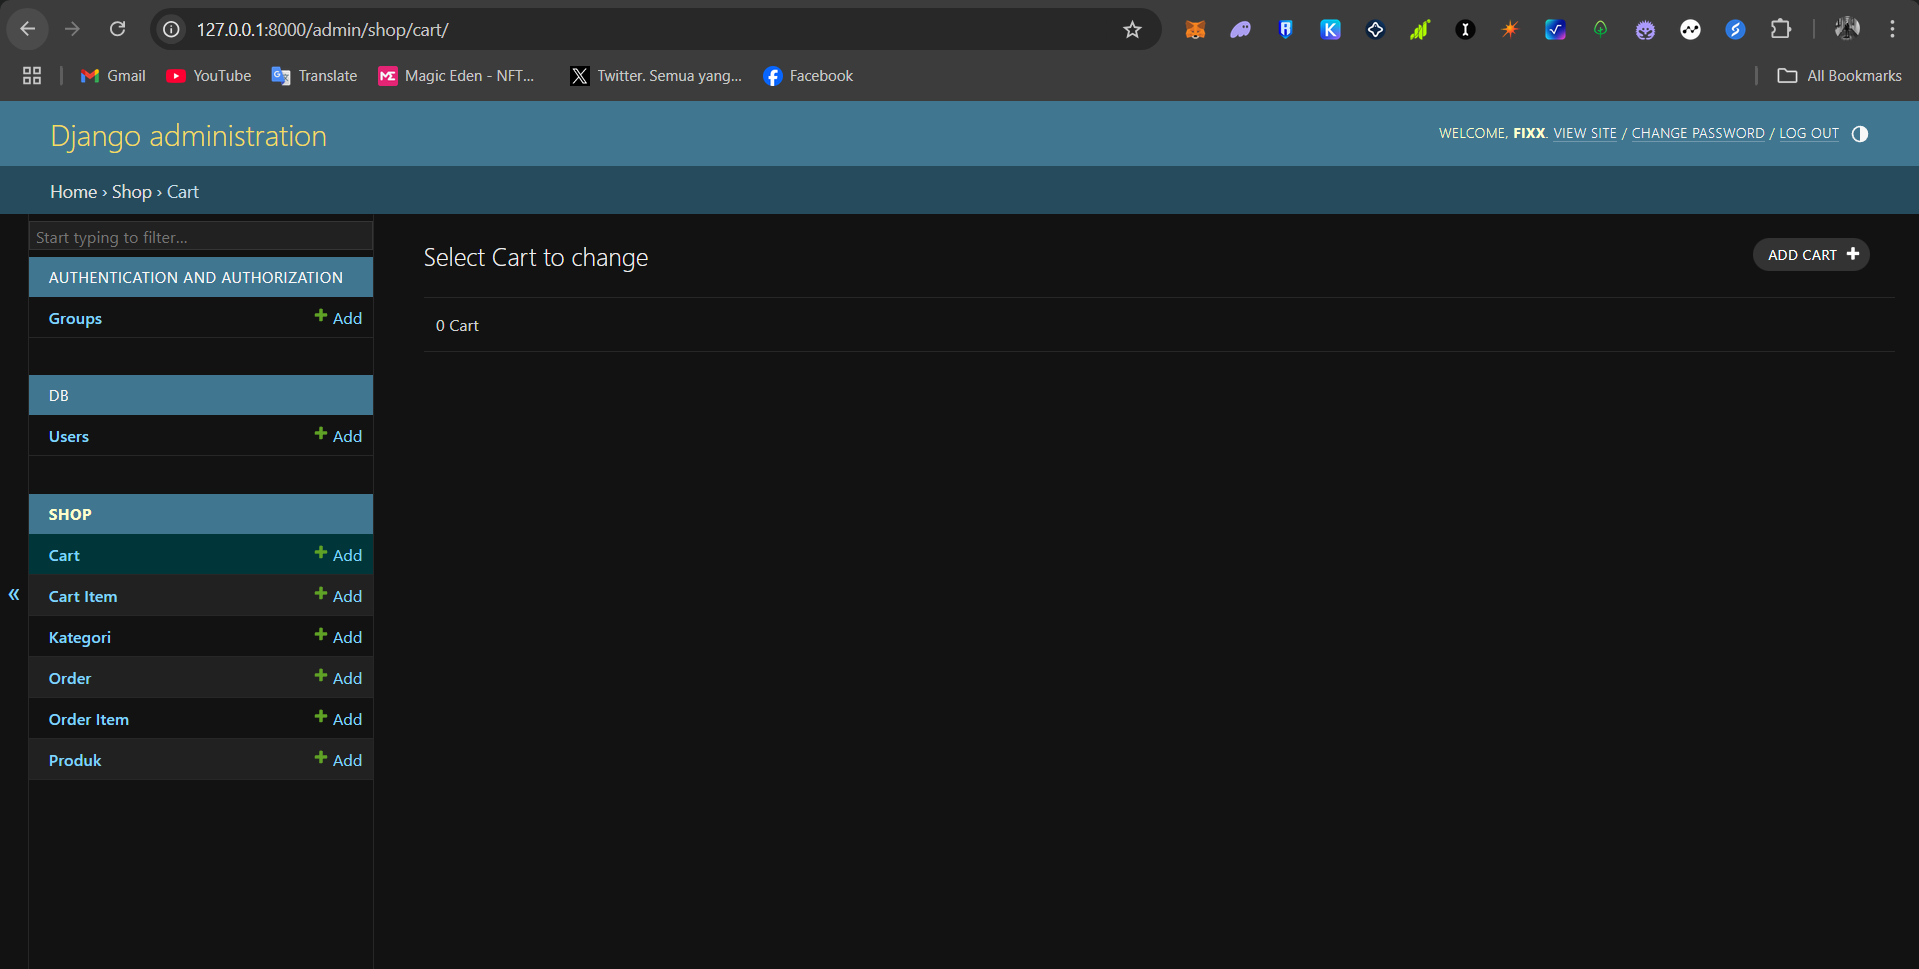 127.0.0.1:8000/admin/shop/cart/
Gmail YouTube Translate Magic Eden - NFT... Twitter. Semua yang... Facebook All Bookmarks
Django administration
WELCOME, FIXX. VIEW SITE / CHANGE PASSWORD / LOG OUT
Home › Shop › Cart
Start typing to filter...
AUTHENTICATION AND AUTHORIZATION
Groups + Add
DB
Users + Add
SHOP
Cart + Add
Cart Item + Add
Kategori + Add
Order + Add
Order Item + Add
Produk + Add
«
Select Cart to change
ADD CART +
0 Cart